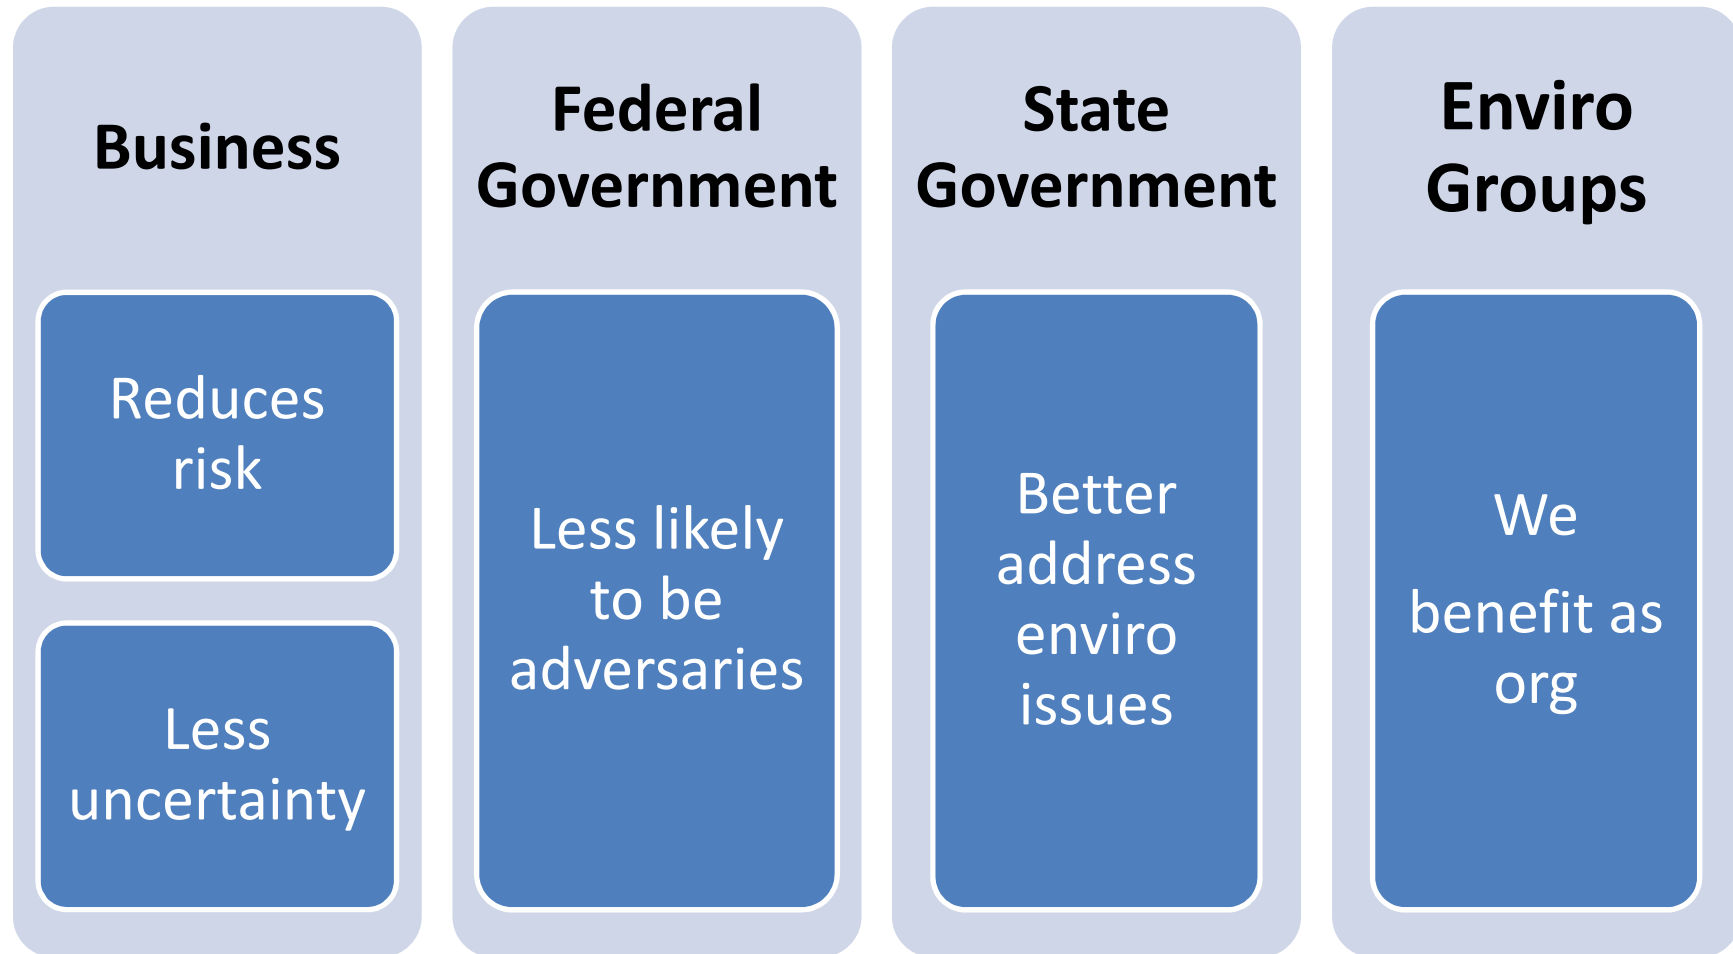 Business
Reduces
risk
Less
uncertainty
Federal
Government
Less likely
to be
adversaries
State
Government
Better
address
enviro
issues
Enviro
Groups
We
benefit as
org